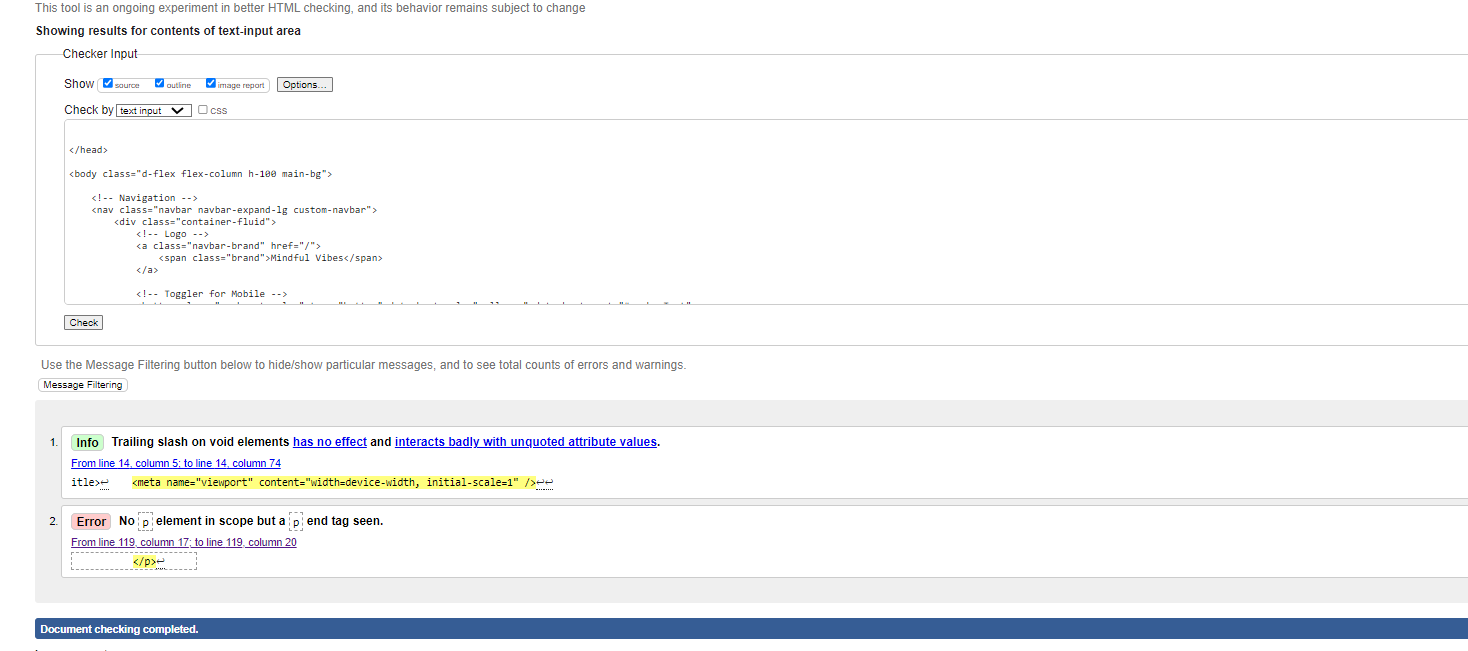 This tool is an ongoing experiment in better HTML checking, and its behavior remains subject to change
Showing results for contents of text-input area
Checker Input
Show source outline image report Options...
Check by text input css
</head>
<body class="d-flex flex-column h-100 main-bg">
<!-- Navigation -->
<nav class="navbar navbar-expand-lg custom-navbar">
<div class="container-fluid">
<!-- Logo -->
<a class="navbar-brand" href="/">
<span class="brand">Mindful Vibes</span>
</a>
<!-- Toggler for Mobile -->
Check
Use the Message Filtering button below to hide/show particular messages, and to see total counts of errors and warnings.
Message Filtering
1. Info Trailing slash on void elements has no effect and interacts badly with unquoted attribute values.
From line 14, column 5; to line 14, column 74
itle>↩ <meta name="viewport" content="width=device-width, initial-scale=1" />↩↩
2. Error No p element in scope but a p end tag seen.
From line 119, column 17; to line 119, column 20
</p>↩
Document checking completed.